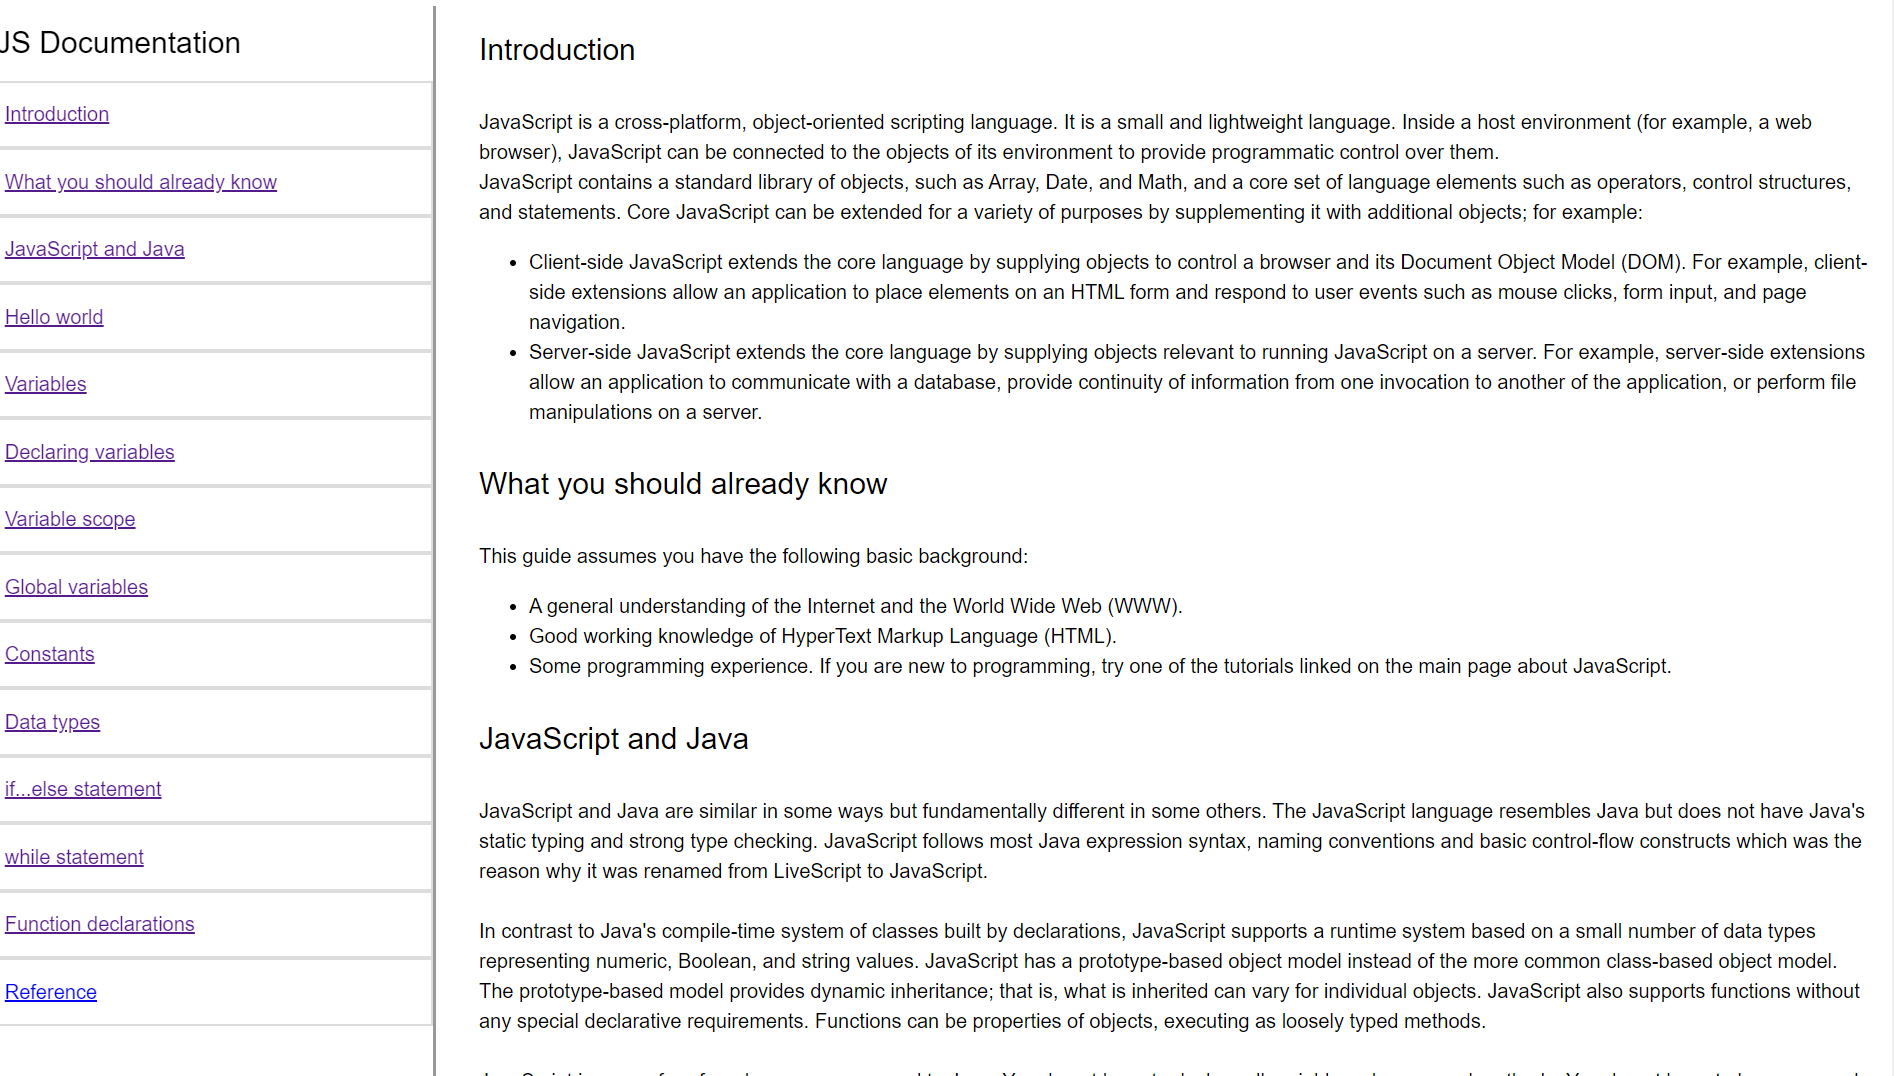 JS Documentation
Introduction
What you should already know
JavaScript and Java
Hello world
Variables
Declaring variables
Variable scope
Global variables
Constants
Data types
if...else statement
while statement
Function declarations
Reference
Introduction
JavaScript is a cross-platform, object-oriented scripting language. It is a small and lightweight language. Inside a host environment (for example, a web
browser), JavaScript can be connected to the objects of its environment to provide programmatic control over them.
JavaScript contains a standard library of objects, such as Array, Date, and Math, and a core set of language elements such as operators, control structures,
and statements. Core JavaScript can be extended for a variety of purposes by supplementing it with additional objects; for example:
• Client-side JavaScript extends the core language by supplying objects to control a browser and its Document Object Model (DOM). For example, client-
side extensions allow an application to place elements on an HTML form and respond to user events such as mouse clicks, form input, and page
navigation.
• Server-side JavaScript extends the core language by supplying objects relevant to running JavaScript on a server. For example, server-side extensions
allow an application to communicate with a database, provide continuity of information from one invocation to another of the application, or perform file
manipulations on a server.
What you should already know
This guide assumes you have the following basic background:
• A general understanding of the Internet and the World Wide Web (WWW).
• Good working knowledge of HyperText Markup Language (HTML).
• Some programming experience. If you are new to programming, try one of the tutorials linked on the main page about JavaScript.
JavaScript and Java
JavaScript and Java are similar in some ways but fundamentally different in some others. The JavaScript language resembles Java but does not have Java's
static typing and strong type checking. JavaScript follows most Java expression syntax, naming conventions and basic control-flow constructs which was the
reason why it was renamed from LiveScript to JavaScript.
In contrast to Java's compile-time system of classes built by declarations, JavaScript supports a runtime system based on a small number of data types
representing numeric, Boolean, and string values. JavaScript has a prototype-based object model instead of the more common class-based object model.
The prototype-based model provides dynamic inheritance; that is, what is inherited can vary for individual objects. JavaScript also supports functions without
any special declarative requirements. Functions can be properties of objects, executing as loosely typed methods.